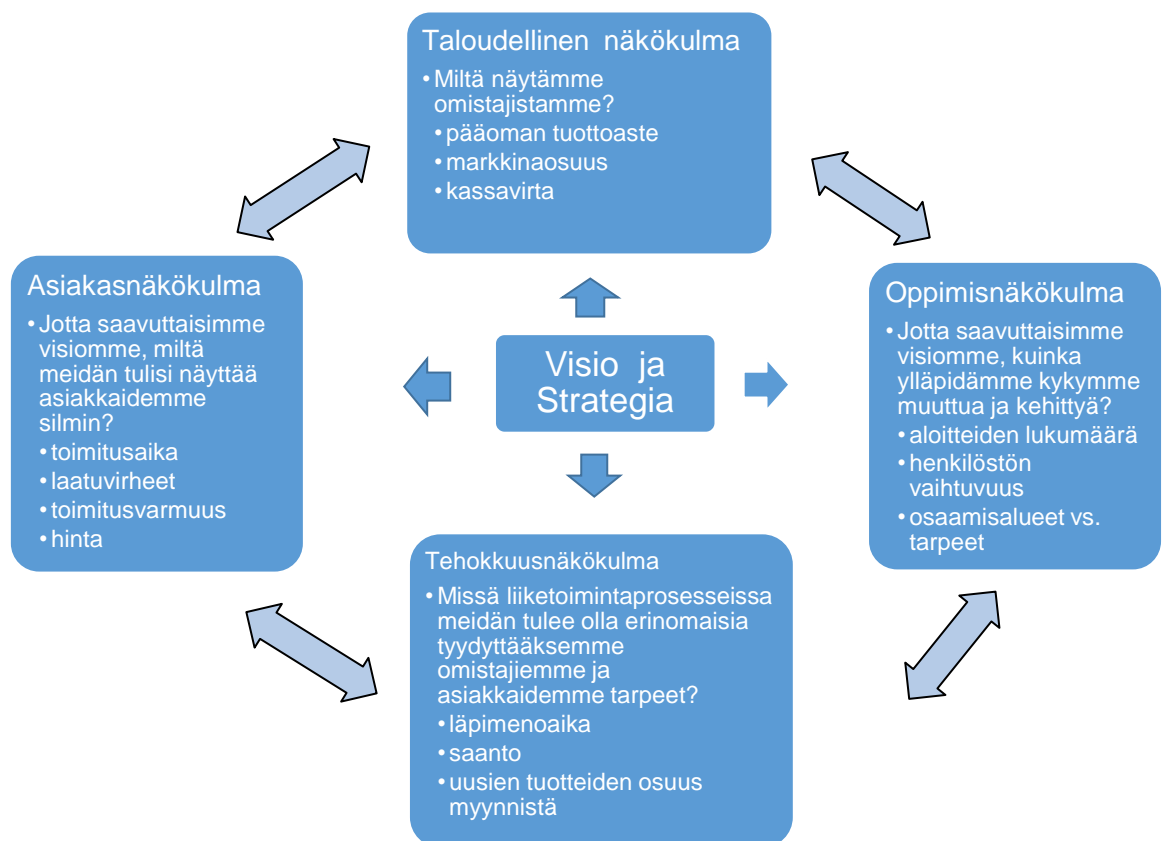 Taloudellinen näkökulma
• Miltä näytämme
omistajistamme?
• pääoman tuottoaste
• markkinaosuus
• kassavirta
Asiakasnäkökulma
• Jotta saavuttaisimme
visiomme, miltä
meidän tulisi näyttää
asiakkaidemme
silmin?
• toimitusaika
• laatuvirheet
• toimitusvarmuus
• hinta
Visio ja
Strategia
Oppimisnäkökulma
• Jotta saavuttaisimme
visiomme, kuinka
ylläpidämme kykymme
muuttua ja kehittyä?
• aloitteiden lukumäärä
• henkilöstön
vaihtuvuus
• osaamisalueet vs.
tarpeet
Tehokkuusnäkökulma
• Missä liiketoimintaprosesseissa
meidän tulee olla erinomaisia
tyydyttääksemme
omistajiemme ja
asiakkaidemme tarpeet?
• läpimenoaika
• saanto
• uusien tuotteiden osuus
myynnistä